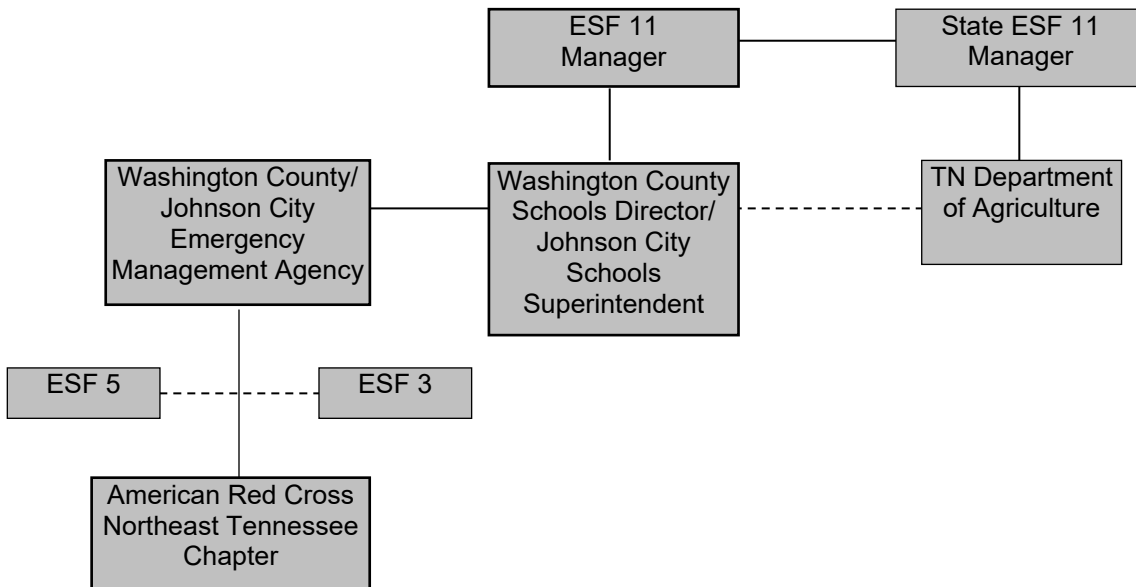 ESF 11
Manager
State ESF 11
Manager
Washington County/
Johnson City
Emergency
Management Agency
Washington County
Schools Director/
Johnson City
Schools
Superintendent
TN Department
of Agriculture
ESF 5
ESF 3
American Red Cross
Northeast Tennessee
Chapter